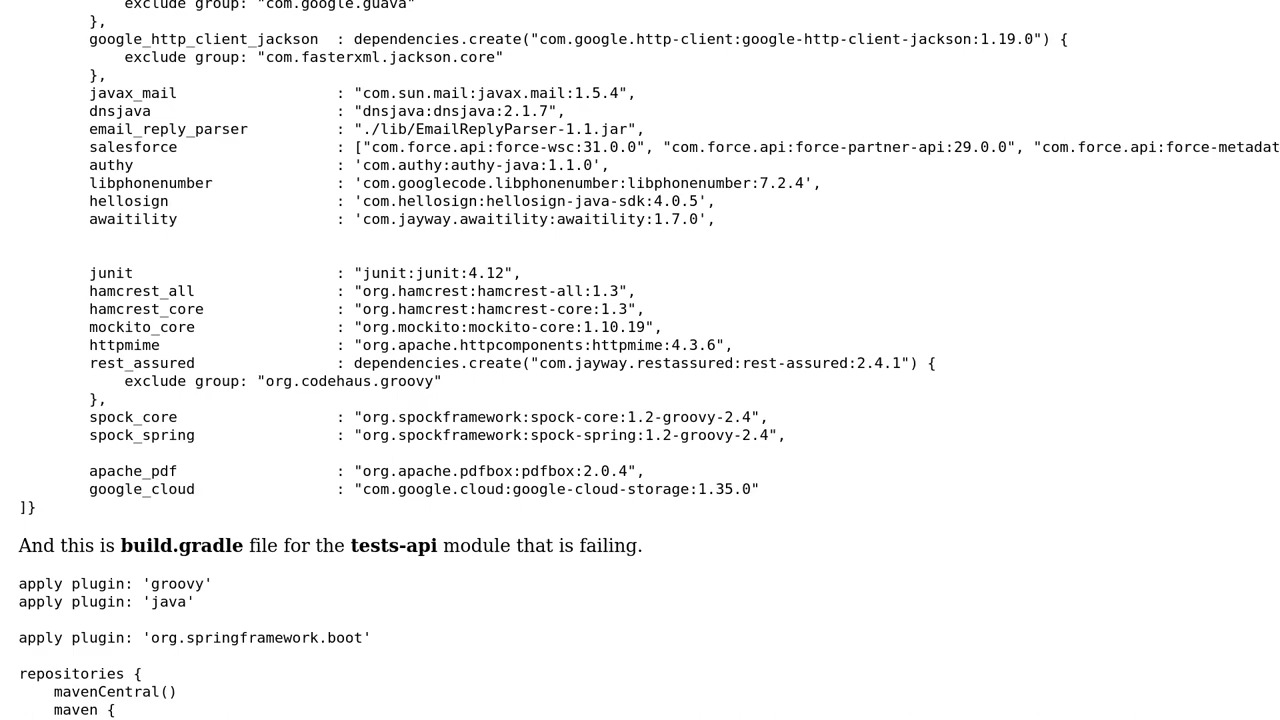 exclude group: "com.google.guava"
},
google_http_client_jackson : dependencies.create("com.google.http-client:google-http-client-jackson:1.19.0") {
exclude group: "com.fasterxml.jackson.core"
},
javax_mail : "com.sun.mail:javax.mail:1.5.4",
dnsjava : "dnsjava:dnsjava:2.1.7",
email_reply_parser : "./lib/EmailReplyParser-1.1.jar",
salesforce : ["com.force.api:force-wsc:31.0.0", "com.force.api:force-partner-api:29.0.0", "com.force.api:force-metadat
authy : 'com.authy:authy-java:1.1.0',
libphonenumber : 'com.googlecode.libphonenumber:libphonenumber:7.2.4',
hellosign : 'com.hellosign:hellosign-java-sdk:4.0.5',
awaitility : 'com.jayway.awaitility:awaitility:1.7.0',
junit : "junit:junit:4.12",
hamcrest_all : "org.hamcrest:hamcrest-all:1.3",
hamcrest_core : "org.hamcrest:hamcrest-core:1.3",
mockito_core : "org.mockito:mockito-core:1.10.19",
httpmime : "org.apache.httpcomponents:httpmime:4.3.6",
rest_assured : dependencies.create("com.jayway.restassured:rest-assured:2.4.1") {
exclude group: "org.codehaus.groovy"
},
spock_core : "org.spockframework:spock-core:1.2-groovy-2.4",
spock_spring : "org.spockframework:spock-spring:1.2-groovy-2.4",
apache_pdf : "org.apache.pdfbox:pdfbox:2.0.4",
google_cloud : "com.google.cloud:google-cloud-storage:1.35.0"
]}
And this is build.gradle file for the tests-api module that is failing.
apply plugin: 'groovy'
apply plugin: 'java'
apply plugin: 'org.springframework.boot'
repositories {
mavenCentral()
maven {